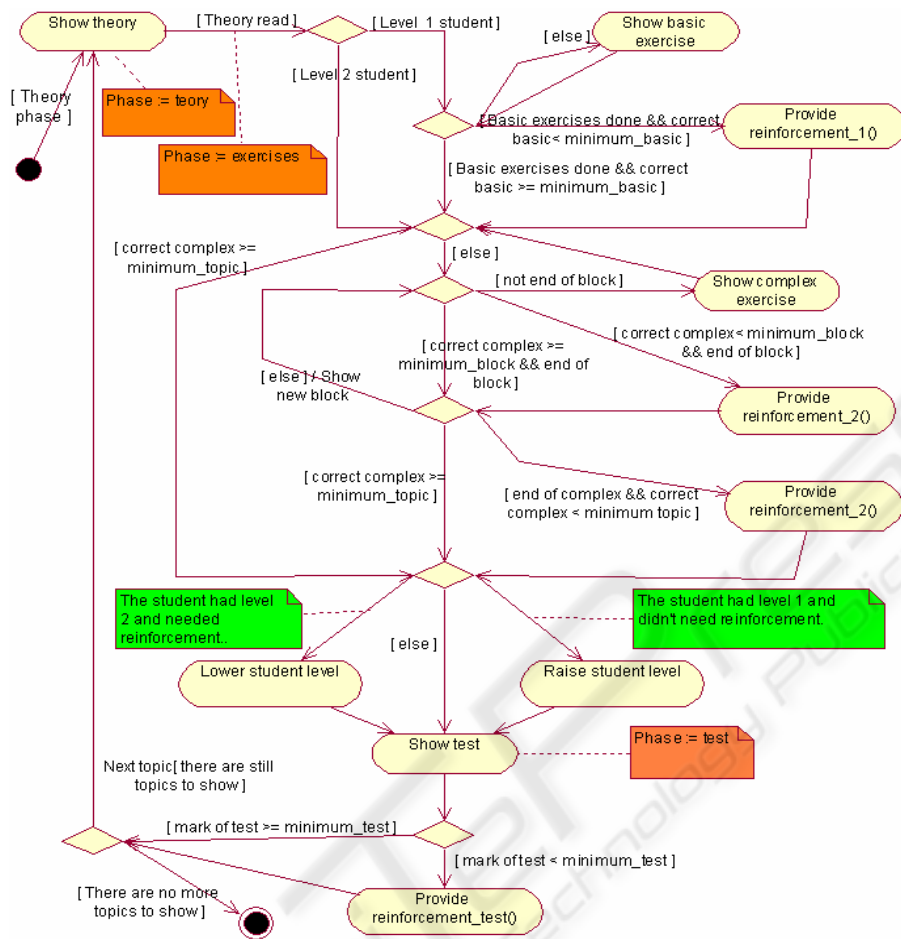 Show theory
[ Theory read ]
[ Level 1 student ]
[ else ]
Show basic
exercise
[ Level 2 student ]
[ Theory
phase ]
Phase := teory
Phase := exercises
[ Basic exercises done && correct
basic< minimum_basic ]
Provide
reinforcement_1()
[ Basic exercises done && correct
basic >= minimum_basic ]
[ correct complex >=
minimum_topic ]
[ else ]
[ not end of block ]
Show complex
exercise
[ correct complex< minimum_block
&& end of block ]
[ correct complex >=
minimum_block && end of
block ]
[ else ] / Show
new block
Provide
reinforcement_2()
[ correct complex >=
minimum_topic ]
[ end of complex && correct
complex < minimum topic ]
Provide
reinforcement_2()
The student had level
2 and needed
reinforcement..
The student had level 1 and
didn't need reinforcement.
[ else ]
Lower student level
Raise student level
Show test
Phase := test
Next topic[ there are still
topics to show ]
[ mark of test >= minimum_test ]
[ mark of test < minimum_test ]
[ There are no more
topics to show ]
Provide
reinforcement_test()